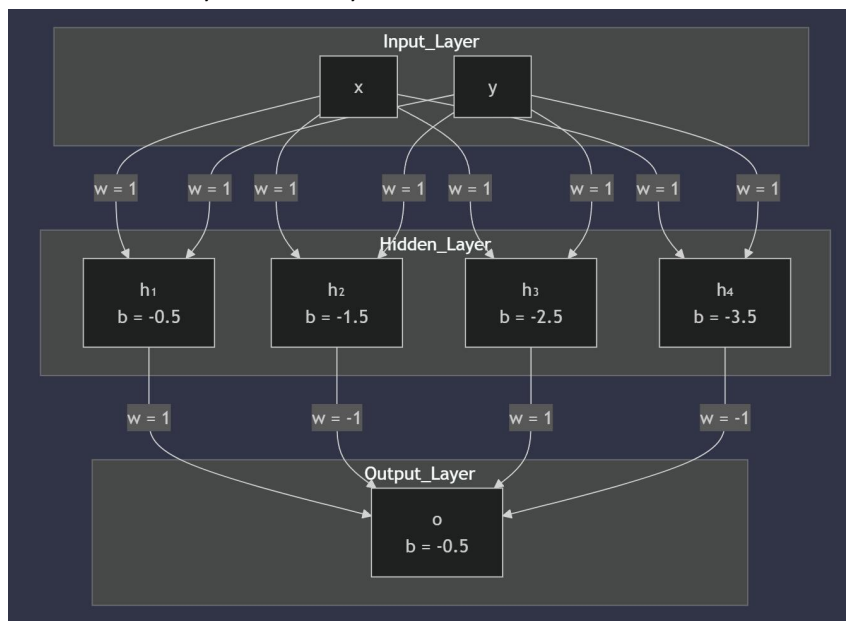 Input_Layer
x
y
w = 1
w = 1
w = 1
w = 1
w = 1
w = 1
w = 1
w = 1
Hidden_Layer
h₁
b = -0.5
h₂
b = -1.5
h₃
b = -2.5
h₄
b = -3.5
w = 1
w = -1
w = 1
w = -1
Output_Layer
o
b = -0.5